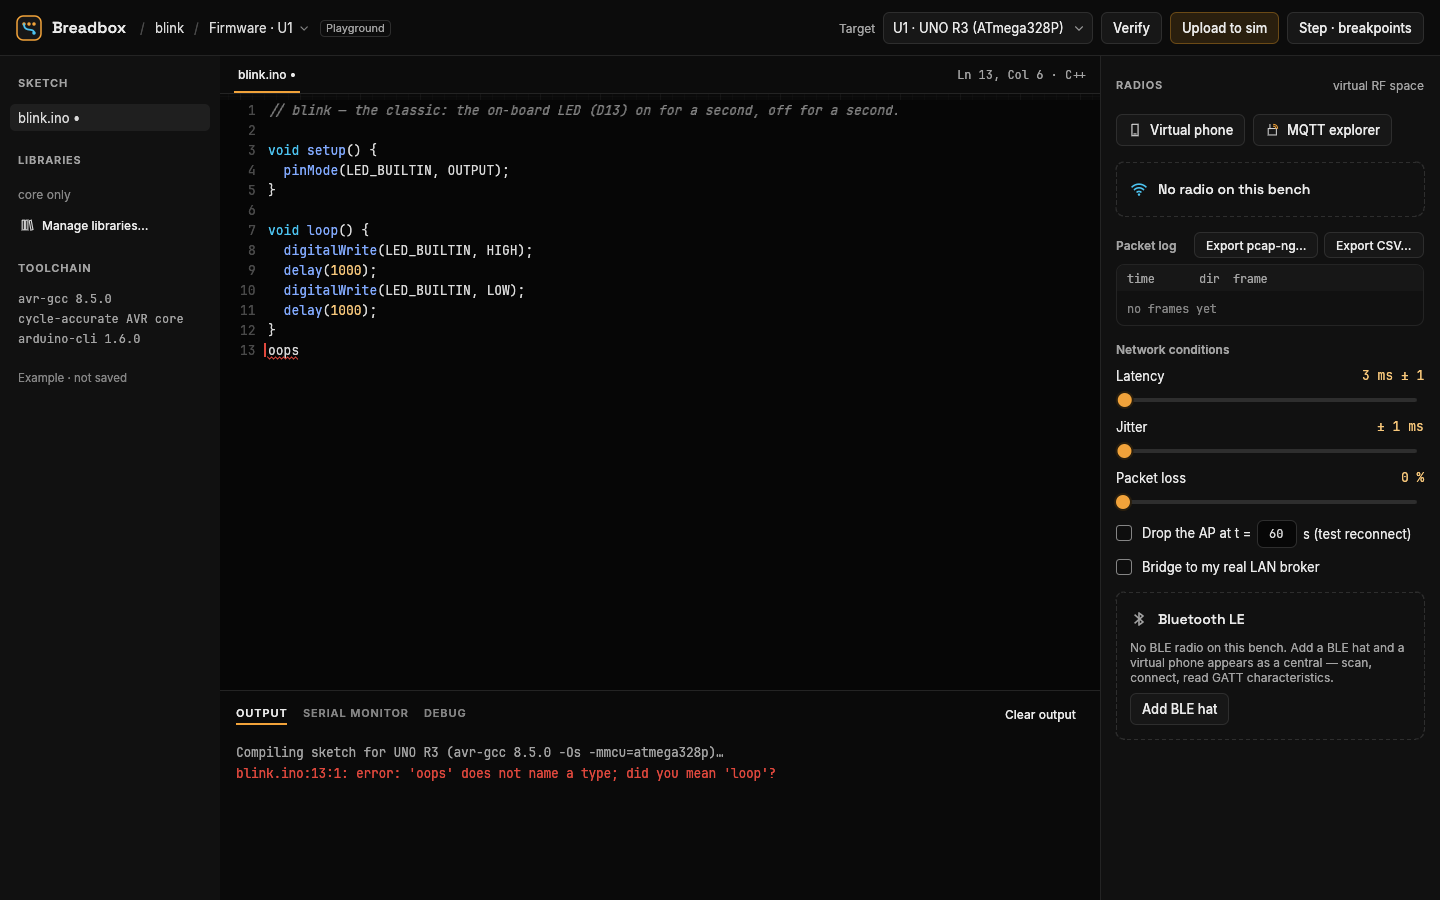 Breadbox / blink / Firmware · U1 Playground Target U1 · UNO R3 (ATmega328P) Verify Upload to sim Step · breakpoints
SKETCH
blink.ino •
LIBRARIES
core only
Manage libraries...
TOOLCHAIN
avr-gcc 8.5.0
cycle-accurate AVR core
arduino-cli 1.6.0
Example · not saved
blink.ino • Ln 13, Col 6 · C++
1 // blink — the classic: the on-board LED (D13) on for a second, off for a second.
2
3 void setup() {
4 pinMode(LED_BUILTIN, OUTPUT);
5 }
6
7 void loop() {
8 digitalWrite(LED_BUILTIN, HIGH);
9 delay(1000);
10 digitalWrite(LED_BUILTIN, LOW);
11 delay(1000);
12 }
13 oops
OUTPUT SERIAL MONITOR DEBUG Clear output
Compiling sketch for UNO R3 (avr-gcc 8.5.0 -Os -mmcu=atmega328p)…
blink.ino:13:1: error: 'oops' does not name a type; did you mean 'loop'?
RADIOS virtual RF space
Virtual phone MQTT explorer
No radio on this bench
Packet log Export pcap-ng... Export CSV...
time dir frame
no frames yet
Network conditions
Latency 3 ms ± 1
Jitter ± 1 ms
Packet loss 0 %
Drop the AP at t = 60 s (test reconnect)
Bridge to my real LAN broker
Bluetooth LE
No BLE radio on this bench. Add a BLE hat and a
virtual phone appears as a central — scan,
connect, read GATT characteristics.
Add BLE hat